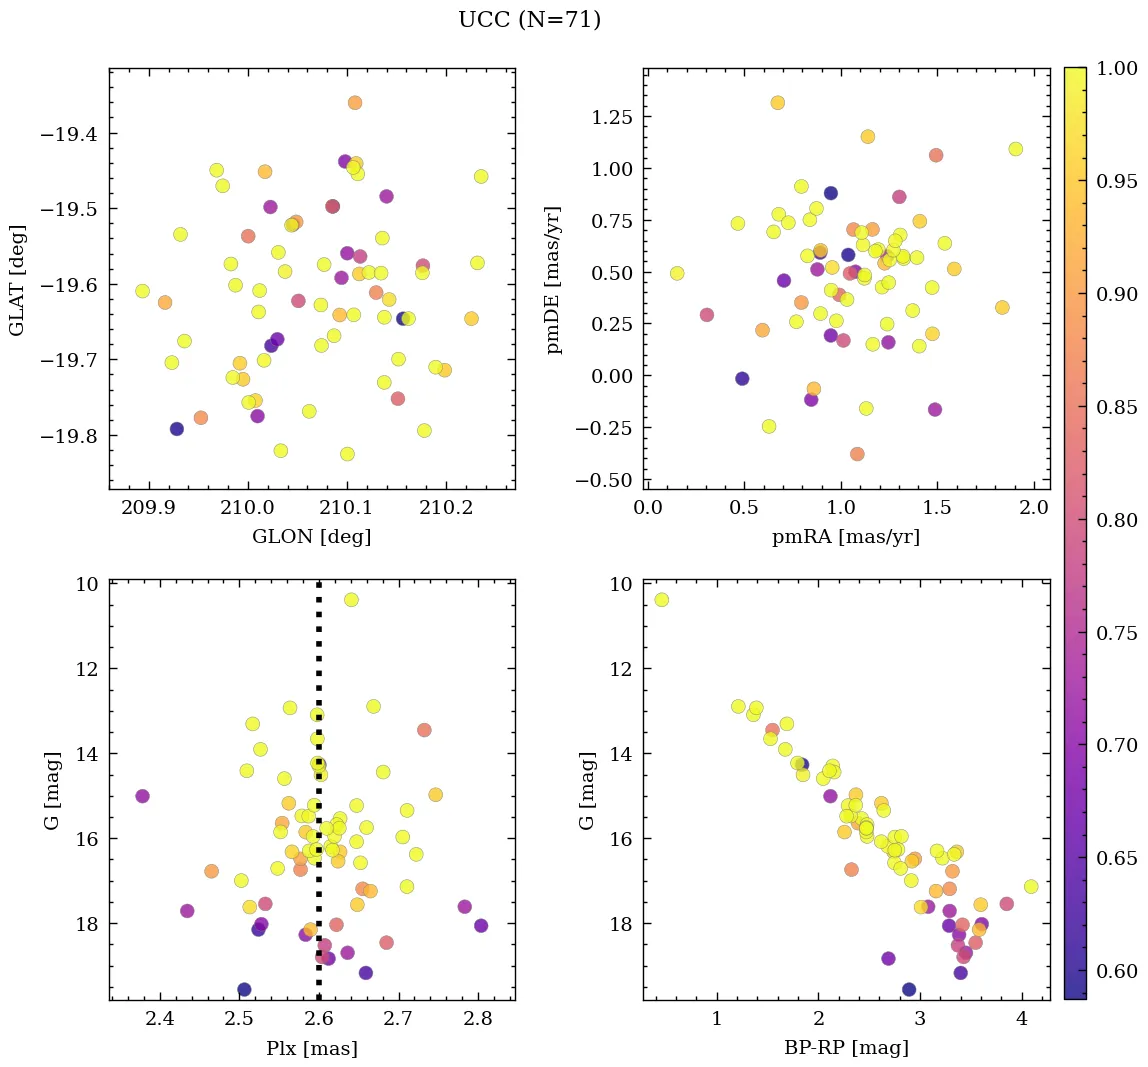 UCC (N=71)
−19.4
−19.5
−19.6
−19.7
−19.8
GLAT [deg]
209.9 210.0 210.1 210.2
GLON [deg]
1.25
1.00
0.75
0.50
0.25
0.00
−0.25
−0.50
pmDE [mas/yr]
0.0 0.5 1.0 1.5 2.0
pmRA [mas/yr]
10
12
14
16
18
G [mag]
2.4 2.5 2.6 2.7 2.8
Plx [mas]
10
12
14
16
18
G [mag]
1 2 3 4
BP-RP [mag]
1.00
0.95
0.90
0.85
0.80
0.75
0.70
0.65
0.60